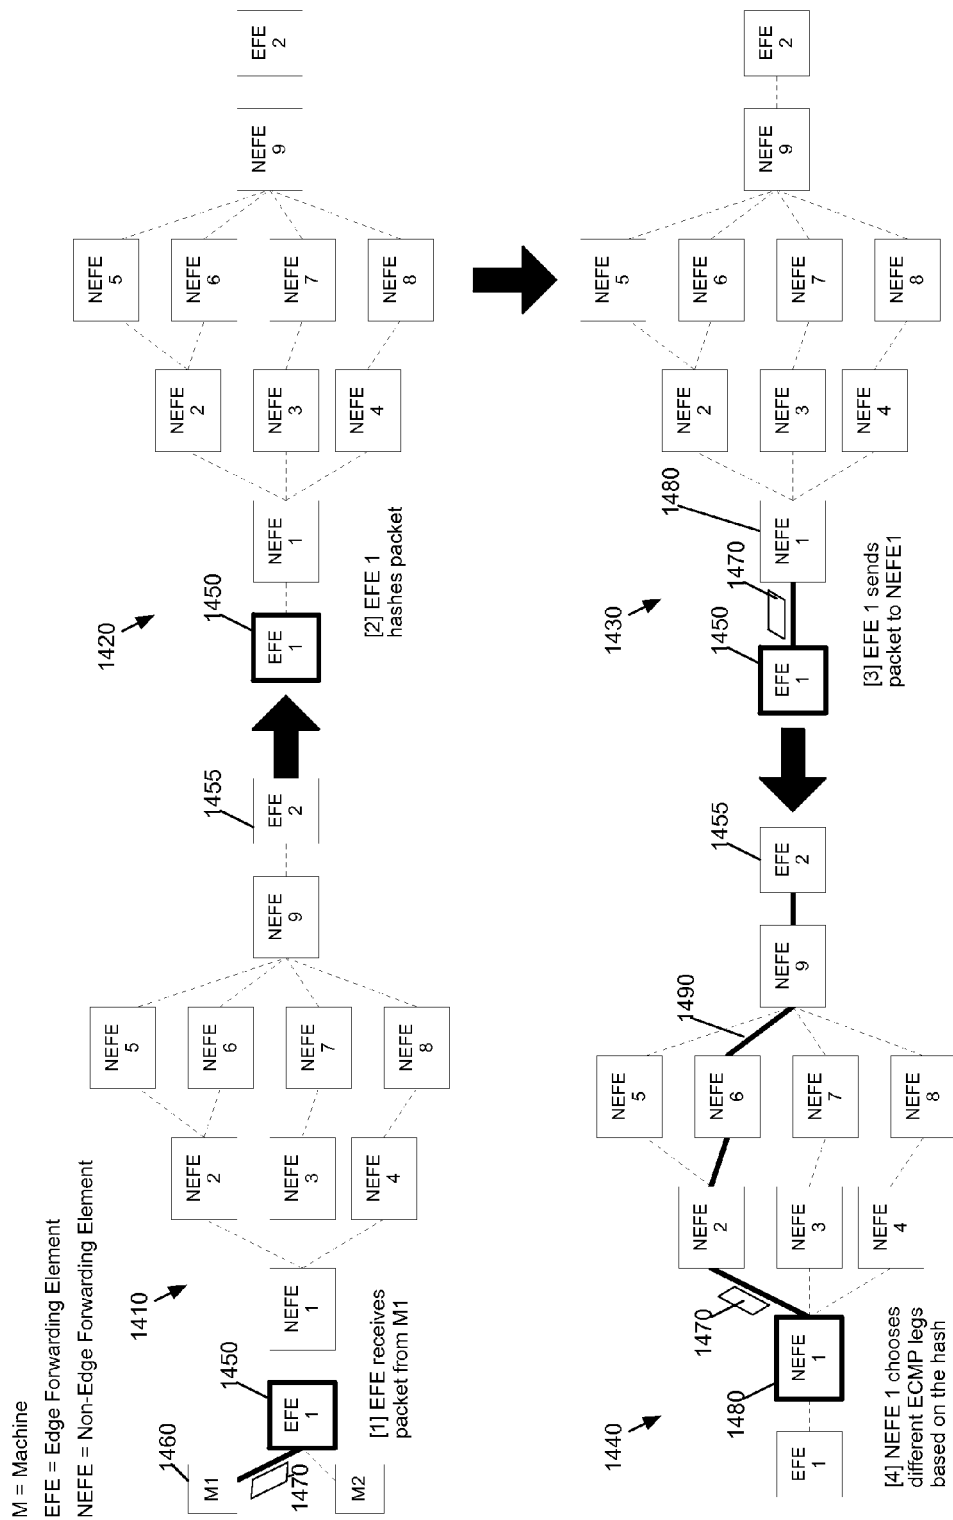 M = Machine
EFE = Edge Forwarding Element
NEFE = Non-Edge Forwarding Element
1410
1460
M1
M2
1470
1450
EFE
1
NEFE
1
NEFE
2
NEFE
3
NEFE
4
NEFE
5
NEFE
6
NEFE
7
NEFE
8
NEFE
9
1455
EFE
2
[1] EFE receives
packet from M1
1420
1450
EFE
1
NEFE
1
NEFE
2
NEFE
3
NEFE
4
NEFE
5
NEFE
6
NEFE
7
NEFE
8
NEFE
9
EFE
2
[2] EFE 1
hashes packet
1430
1450
EFE
1
1470
1480
NEFE
1
NEFE
2
NEFE
3
NEFE
4
NEFE
5
NEFE
6
NEFE
7
NEFE
8
NEFE
9
EFE
2
[3] EFE 1 sends
packet to NEFE1
1440
EFE
1
1480
NEFE
1
1470
NEFE
2
NEFE
3
NEFE
4
NEFE
5
NEFE
6
NEFE
7
NEFE
8
1490
NEFE
9
1455
EFE
2
[4] NEFE 1 chooses
different ECMP legs
based on the hash